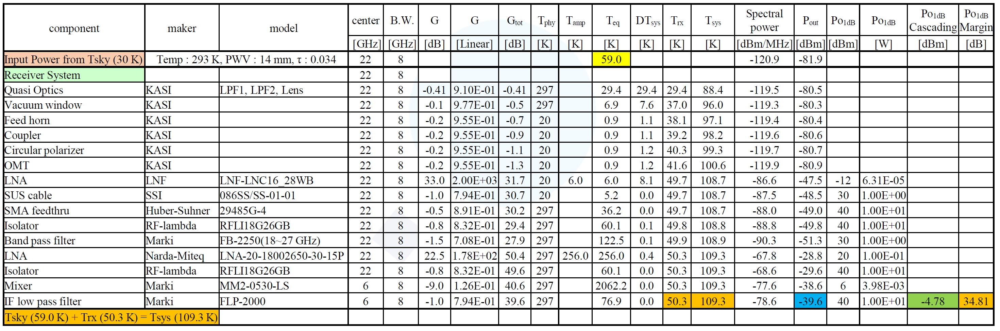 component maker model center B.W. G G Gtot Tphy Tamp Teq DTsys Trx Tsys Spectral power Pout Po1dB Po1dB Po1dB Cascading Po1dB Margin
[GHz] [GHz] [dB] [Linear] [dB] [K] [K] [K] [K] [K] [K] [dBm/MHz] [dBm] [dBm] [W] [dBm] [dB]
Input Power from Tsky (30 K) Temp : 293 K, PWV : 14 mm, τ : 0.034 22 8 59.0 -120.9 -81.9
Receiver System 22 8
Quasi Optics KASI LPF1, LPF2, Lens 22 8 -0.41 9.10E-01 -0.41 297 29.4 29.4 29.4 88.4 -119.5 -80.5
Vacuum window KASI 22 8 -0.1 9.77E-01 -0.5 297 6.9 7.6 37.0 96.0 -119.3 -80.3
Feed horn KASI 22 8 -0.2 9.55E-01 -0.7 20 0.9 1.1 38.1 97.1 -119.4 -80.4
Coupler KASI 22 8 -0.2 9.55E-01 -0.9 20 0.9 1.1 39.2 98.2 -119.6 -80.6
Circular polarizer KASI 22 8 -0.2 9.55E-01 -1.1 20 0.9 1.2 40.3 99.3 -119.7 -80.7
OMT KASI 22 8 -0.2 9.55E-01 -1.3 20 0.9 1.2 41.6 100.6 -119.9 -80.9
LNA LNF LNF-LNC16_28WB 22 8 33.0 2.00E+03 31.7 20 6.0 6.0 8.1 49.7 108.7 -86.6 -47.5 -12 6.31E-05
SUS cable SSI 086SS/SS-01-01 22 8 -1.0 7.94E-01 30.7 20 5.2 0.0 49.7 108.7 -87.5 -48.5 30 1.00E+00
SMA feedthru Huber-Suhner 29485G-4 22 8 -0.5 8.91E-01 30.2 297 36.2 0.0 49.7 108.7 -88.0 -49.0 40 1.00E+01
Isolator RF-lambda RFLI18G26GB 22 8 -0.8 8.32E-01 29.4 297 60.1 0.1 49.8 108.8 -88.8 -49.8 40 1.00E+01
Band pass filter Marki FB-2250(18~27 GHz) 22 8 -1.5 7.08E-01 27.9 297 122.5 0.1 49.9 108.9 -90.3 -51.3 30 1.00E+00
LNA Narda-Miteq LNA-20-18002650-30-15P 22 8 22.5 1.78E+02 50.4 297 256.0 256.0 0.4 50.3 109.3 -67.8 -28.8 20 1.00E-01
Isolator RF-lambda RFLI18G26GB 22 8 -0.8 8.32E-01 49.6 297 60.1 0.0 50.3 109.3 -68.6 -29.6 40 1.00E+01
Mixer Marki MM2-0530-LS 6 8 -9.0 1.26E-01 40.6 297 2062.2 0.0 50.3 109.3 -77.6 -38.6 6 3.98E-03
IF low pass filter Marki FLP-2000 6 8 -1.0 7.94E-01 39.6 297 76.9 0.0 50.3 109.3 -78.6 -39.6 40 1.00E+01 -4.78 34.81
Tsky (59.0 K) + Trx (50.3 K) = Tsys (109.3 K)